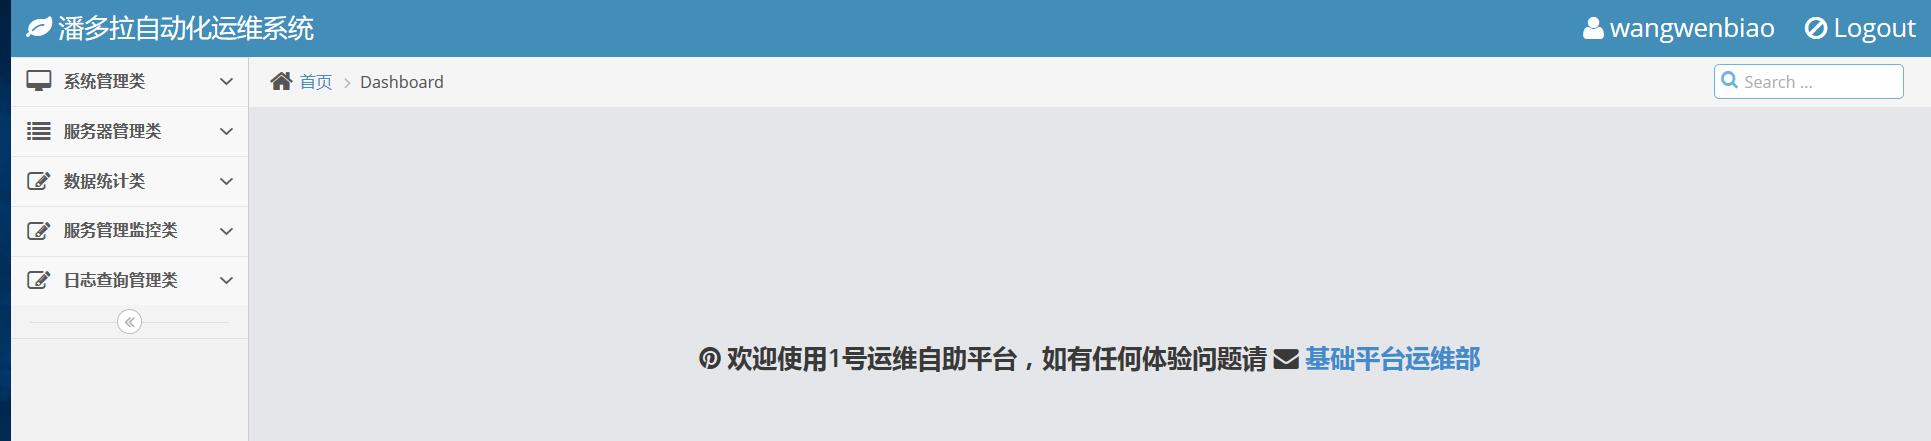 潘多拉自动化运维系统
wangwenbiao
Logout
系统管理类
首页 Dashboard
Search ...
服务器管理类
数据统计类
服务管理监控类
日志查询管理类
欢迎使用1号运维自助平台，如有任何体验问题请 基础平台运维部